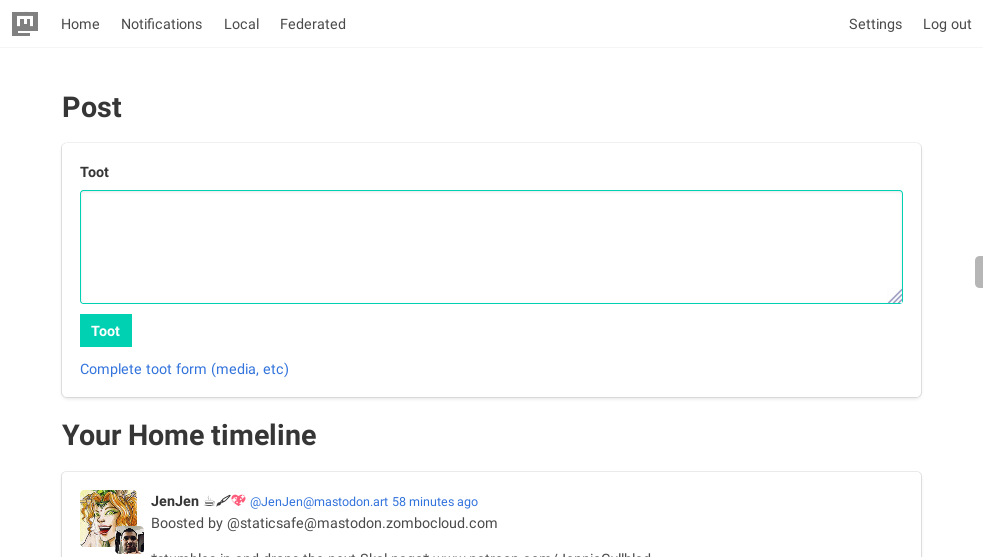 Home Notifications Local Federated Settings Log out
Post
Toot
Toot
Complete toot form (media, etc)
Your Home timeline
JenJen ☕🖋💖 @JenJen@mastodon.art 58 minutes ago
Boosted by @staticsafe@mastodon.zombocloud.com